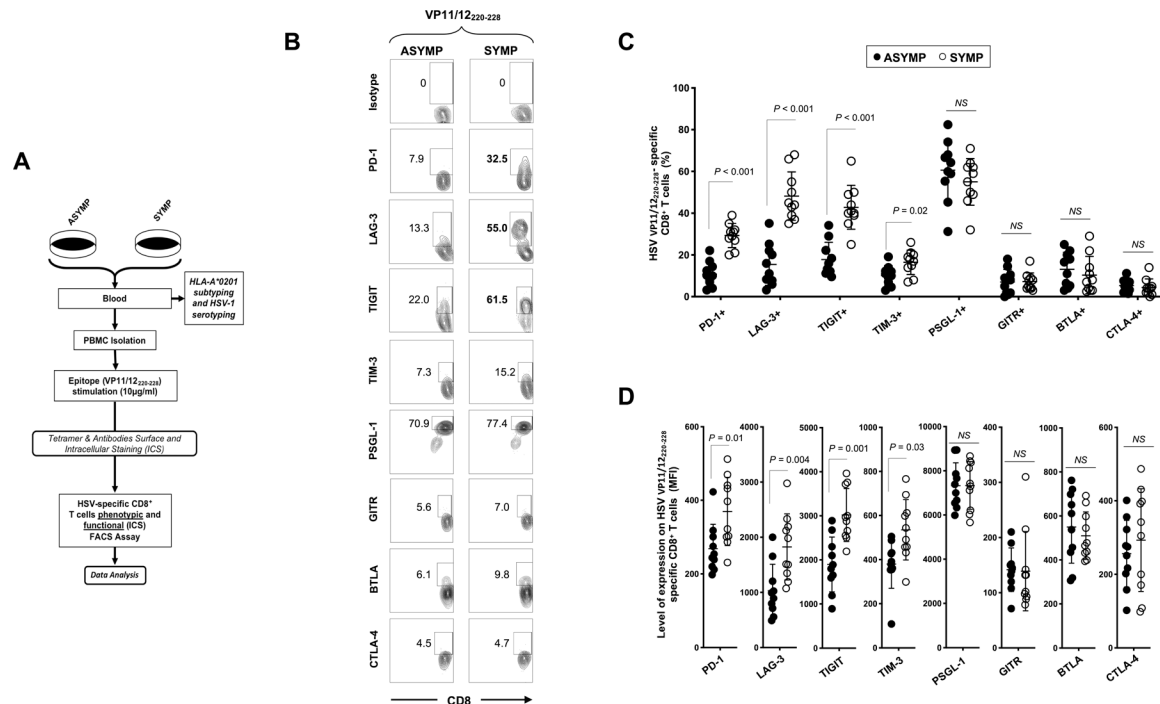 A
ASYMP
SYMP
Blood
HLA-A*0201
subtyping
and HSV-1
serotyping
PBMC Isolation
Epitope (VP11/12220-228)
stimulation (10µg/ml)
Tetramer & Antibodies Surface and
Intracellular Staining (ICS)
HSV-specific CD8+
T cells phenotypic and
functional (ICS)
FACS Assay
Data Analysis
B
VP11/12220-228
ASYMP SYMP
Isotype 0 0
PD-1 7.9 32.5
LAG-3 13.3 55.0
TIGIT 22.0 61.5
TIM-3 7.3 15.2
PSGL-1 70.9 77.4
GITR 5.6 7.0
BTLA 6.1 9.8
CTLA-4 4.5 4.7
CD8
C
ASYMP SYMP
HSV VP11/12220-228- specific
CD8+ T cells (%)
100
80
60
40
20
0
P < 0.001
P < 0.001
P < 0.001
P = 0.02
NS
NS
NS
NS
PD-1+
LAG-3+
TIGIT+
TIM-3+
PSGL-1+
GITR+
BTLA+
CTLA-4+
D
Level of expression on HSV VP11/12220-228
specific CD8+ T cells (MFI)
600
400
200
0
P = 0.01
PD-1
4000
3000
2000
1000
0
P = 0.004
LAG-3
5000
4000
3000
2000
1000
0
P = 0.001
TIGIT
1000
800
600
400
200
0
P = 0.03
TIM-3
10000
8000
6000
4000
2000
0
NS
PSGL-1
400
300
200
100
0
NS
GITR
1000
800
600
400
200
0
NS
BTLA
600
400
200
0
NS
CTLA-4